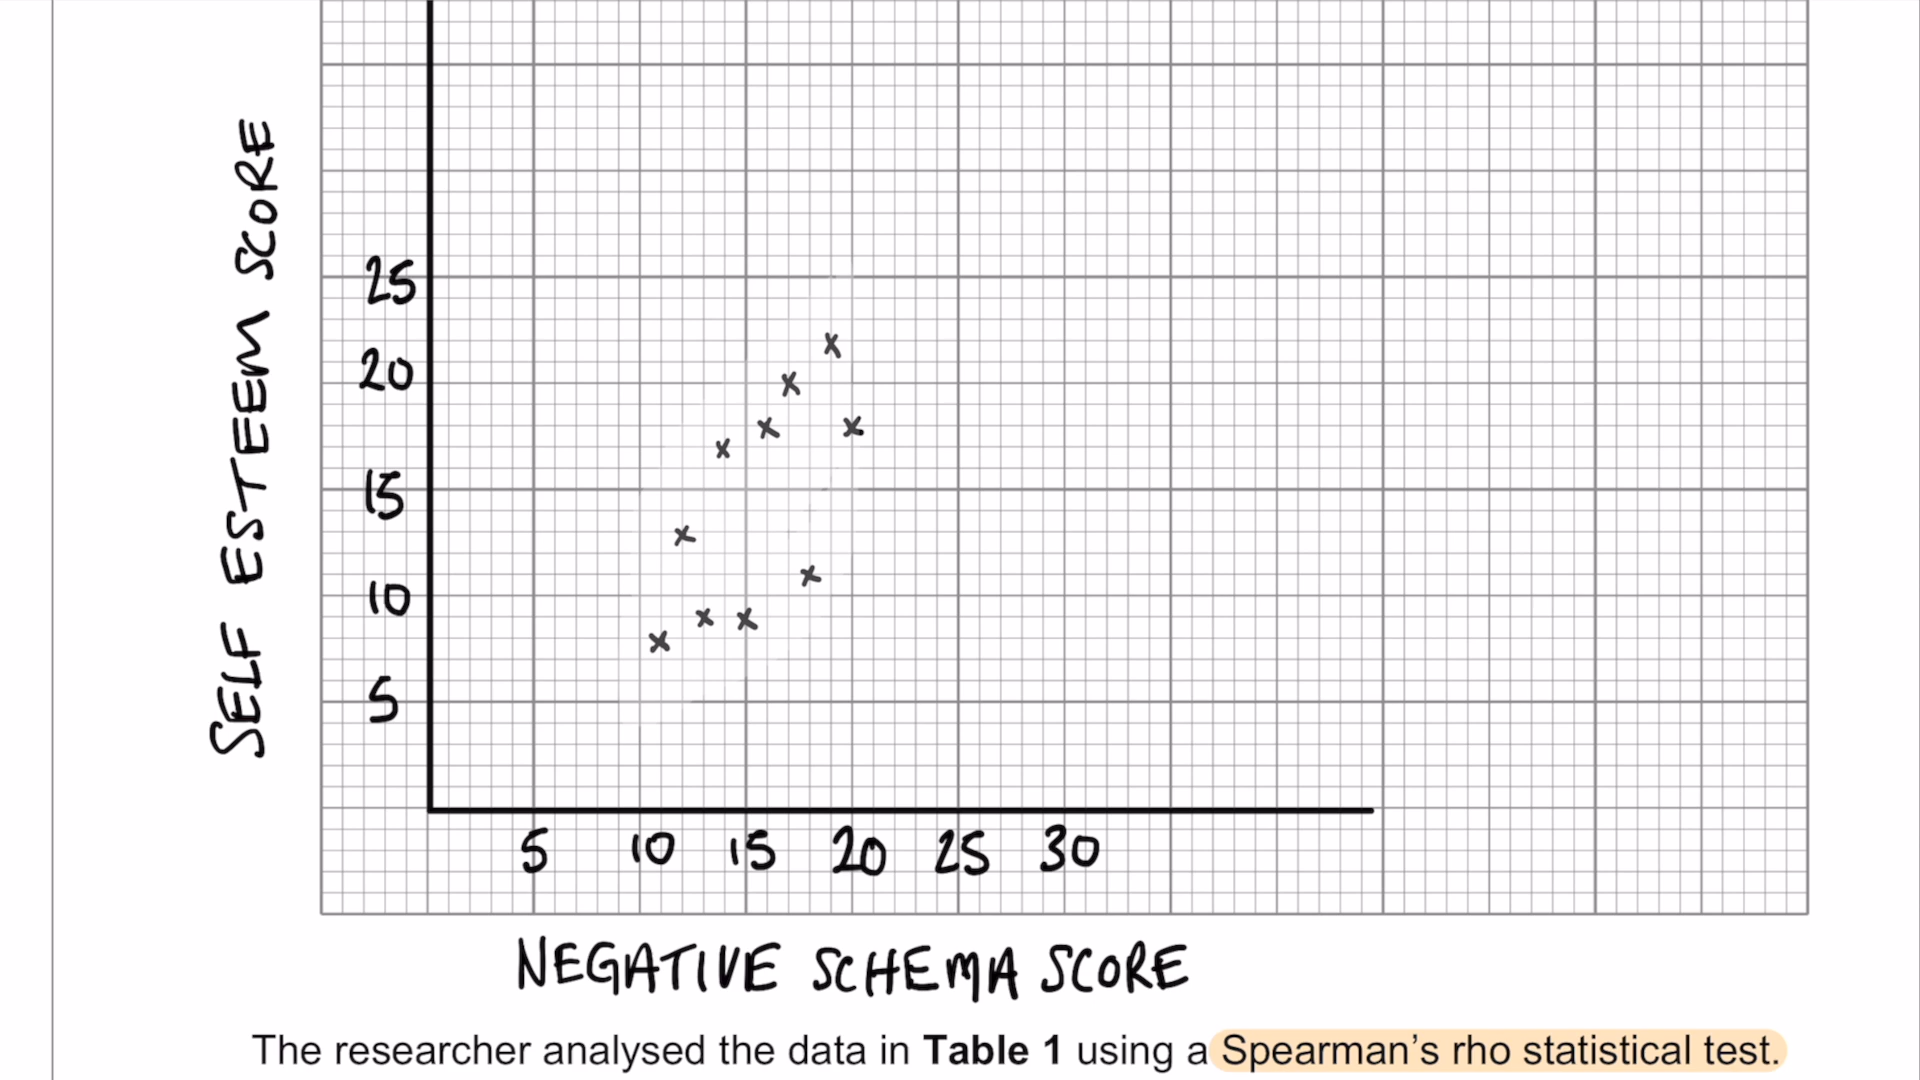 SELF ESTEEM SCORE
25
20
15
10
5
5 10 15 20 25 30
NEGATIVE SCHEMA SCORE
The researcher analysed the data in Table 1 using a Spearman’s rho statistical test.